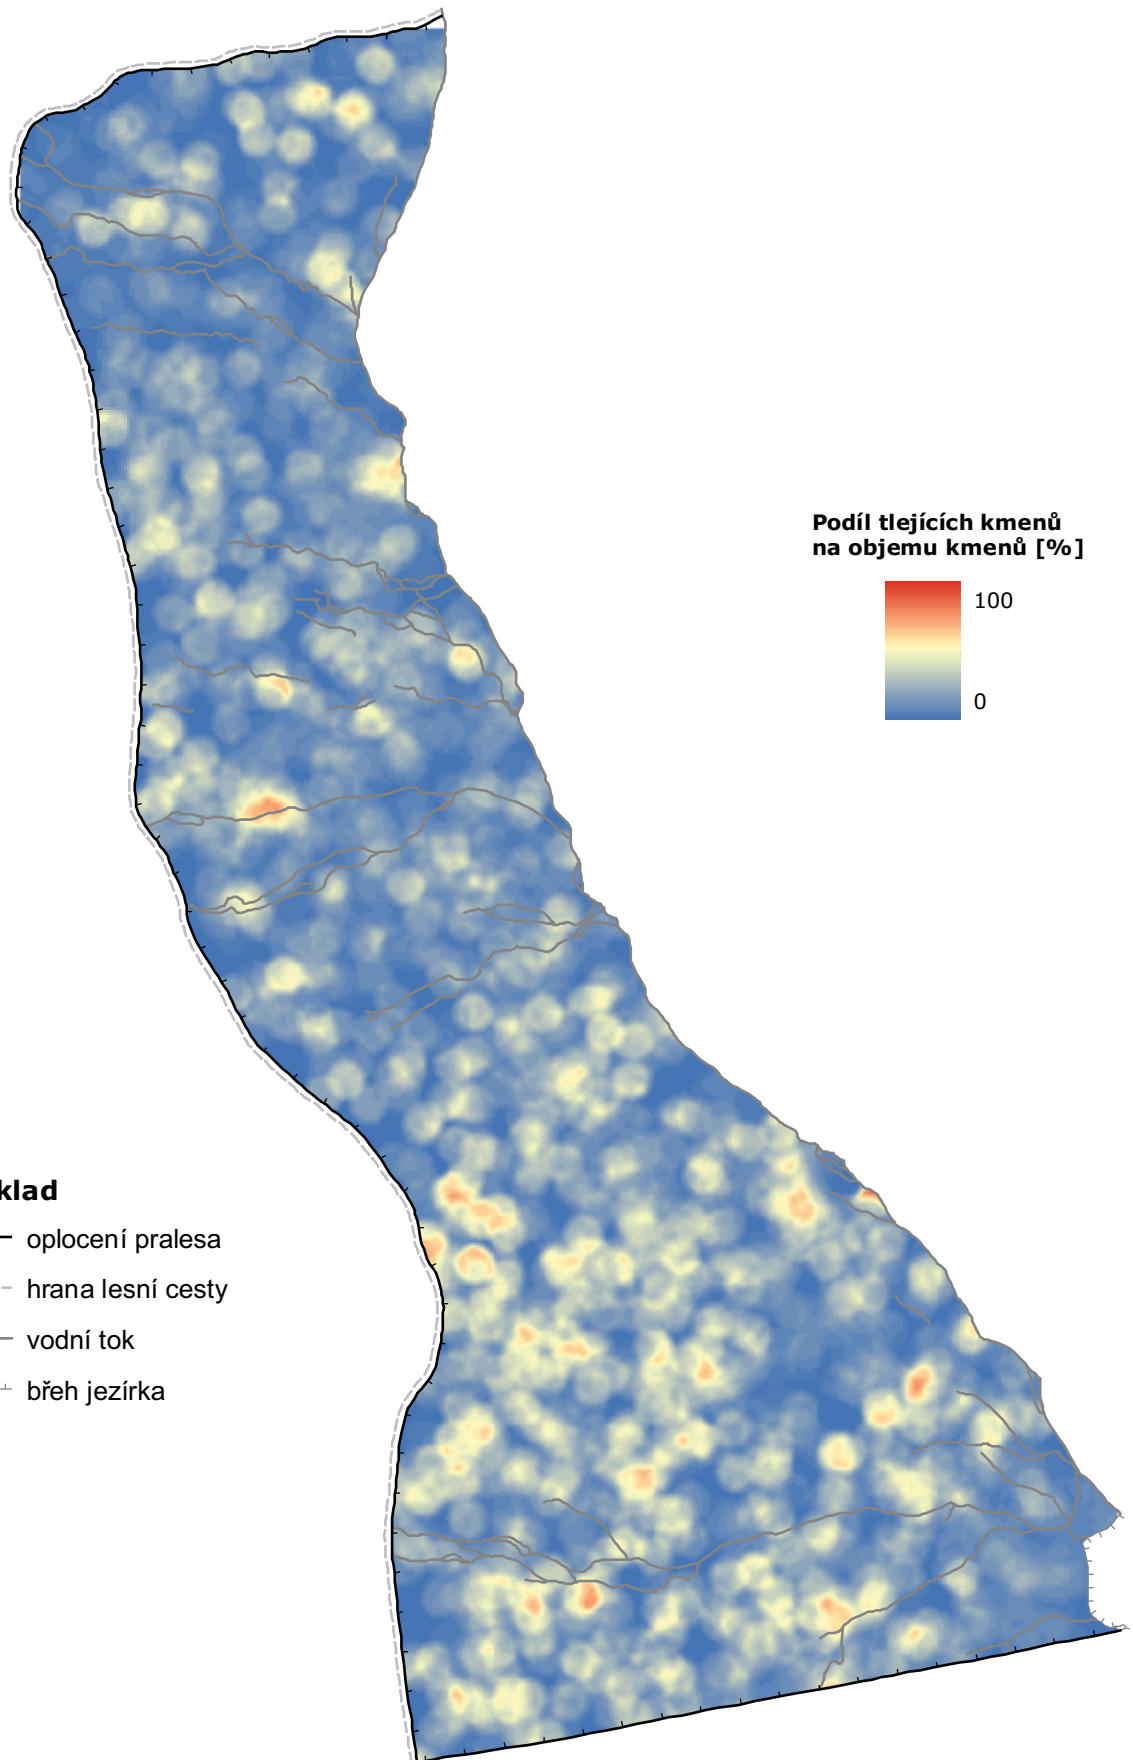 Podíl tlejících kmenů
na objemu kmenů [%]
100
0
klad
oplocení pralesa
hrana lesní cesty
vodní tok
břeh jezírka